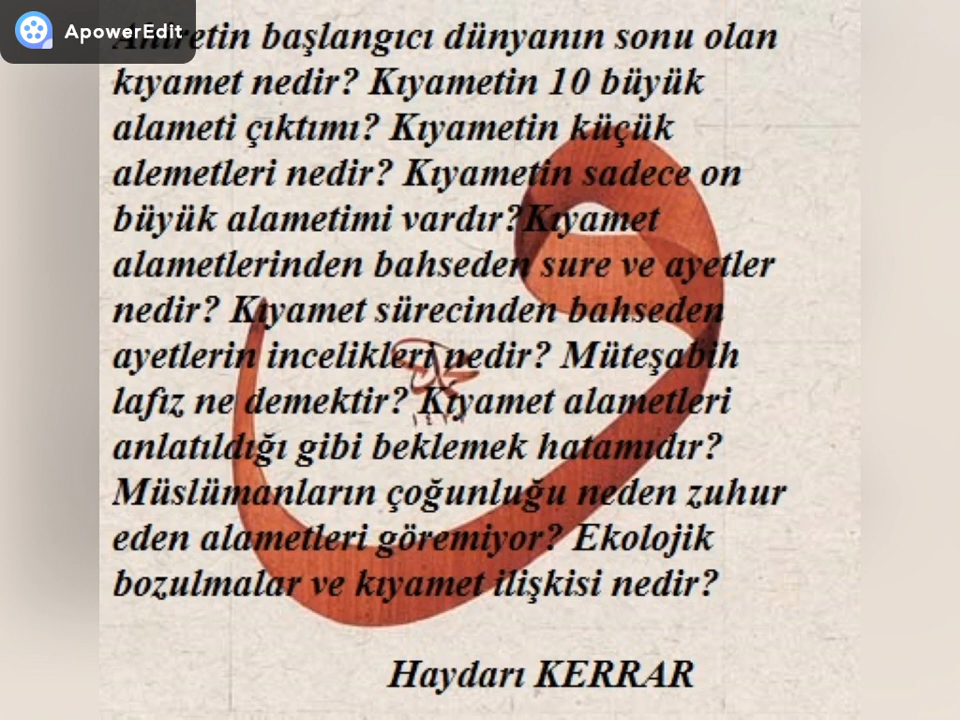 ApowerEdit
Ahiretin başlangıcı dünyanın sonu olan
kıyamet nedir? Kıyametin 10 büyük
alameti çıktımı? Kıyametin küçük
alemetleri nedir? Kıyametin sadece on
büyük alametimi vardır?Kıyamet
alametlerinden bahseden sure ve ayetler
nedir? Kıyamet sürecinden bahseden
ayetlerin incelikleri nedir? Müteşabih
lafız ne demektir? Kıyamet alametleri
anlatıldığı gibi beklemek hatamıdır?
Müslümanların çoğunluğu neden zuhur
eden alametleri göremiyor? Ekolojik
bozulmalar ve kıyamet ilişkisi nedir?
Haydarı KERRAR